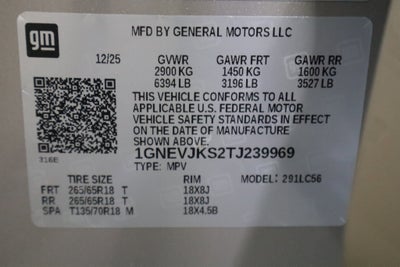 gm
MFD BY GENERAL MOTORS LLC
12/25 GVWR GAWR FRT GAWR RR
2900 KG 1450 KG 1600 KG
6394 LB 3196 LB 3527 LB
THIS VEHICLE CONFORMS TO ALL
APPLICABLE U.S. FEDERAL MOTOR
VEHICLE SAFETY STANDARDS IN EFFECT
ON THE DATE OF MANUFACTURE
SHOWN ABOVE.
316E 1GNEVJKS2TJ239969
TYPE: MPV
TIRE SIZE RIM MODEL: 291LC56
FRT 265/65R18 T 18X8J
RR 265/65R18 T 18X8J
SPA T135/70R18 M 18X4.5B